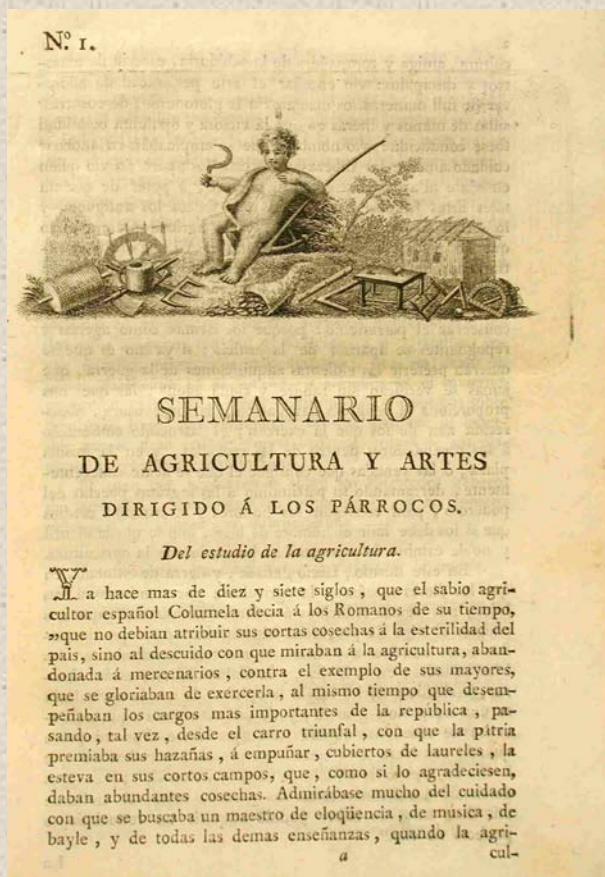 Nº 1.
SEMANARIO
DE AGRICULTURA Y ARTES
DIRIGIDO Á LOS PÁRROCOS.
Del estudio de la agricultura.
Ya hace mas de diez y siete siglos, que el sabio agri-
cultor español Columela decia á los Romanos de su tiempo,
„que no debian atribuir sus cortas cosechas á la esterilidad del
pais, sino al descuido con que miraban á la agricultura, aban-
donada á mercenarios, contra el exemplo de sus mayores,
que se gloriaban de exercerla, al mismo tiempo que desem-
peñaban los cargos mas importantes de la república, pa-
sando, tal vez, desde el carro triunfal, con que la pátria
premiaba sus hazañas, á empuñar, cubiertos de laureles, la
esteva en sus cortos campos, que, como si lo agradeciesen,
daban abundantes cosechas. Admirábase mucho del cuidado
con que se buscaba un maestro de eloqüencia, de música, de
bayle, y de todas las demas enseñanzas, quando la agri-
a cul-